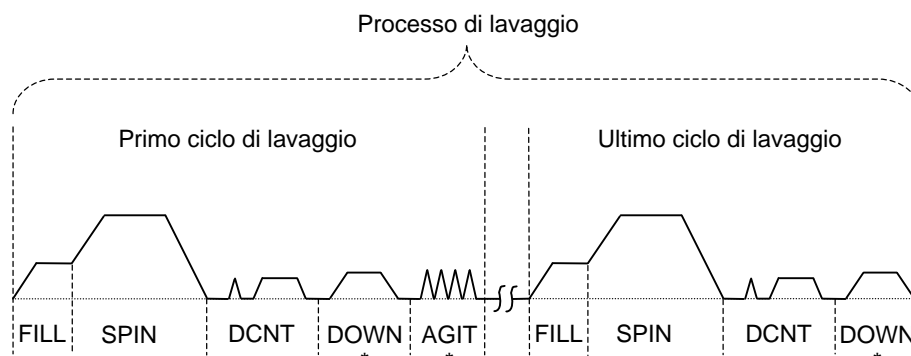 Processo di lavaggio
Primo ciclo di lavaggio Ultimo ciclo di lavaggio
FILL SPIN DCNT DOWN AGIT FILL SPIN DCNT DOWN
* * *